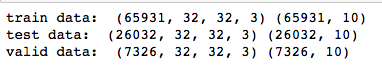 train data:  (65931, 32, 32, 3) (65931, 10)
test data:  (26032, 32, 32, 3) (26032, 10)
valid data:  (7326, 32, 32, 3) (7326, 10)